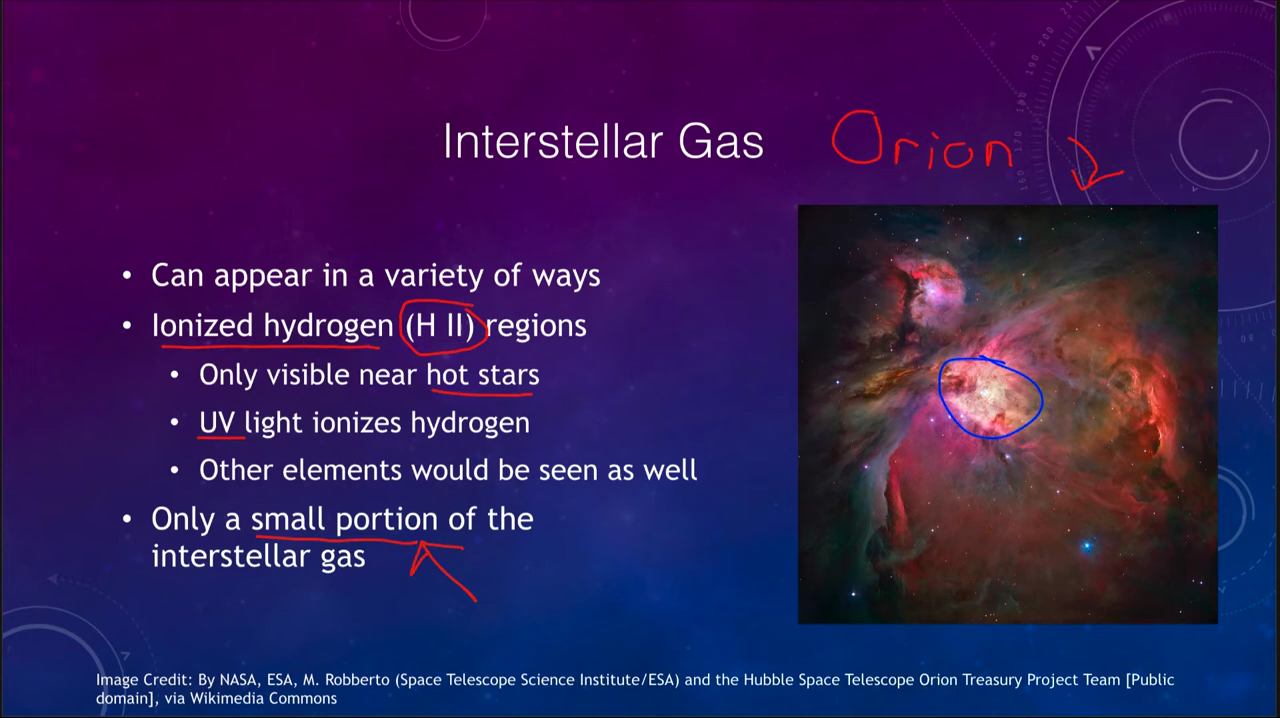 Interstellar Gas
Orion
• Can appear in a variety of ways
• Ionized hydrogen (H II) regions
• Only visible near hot stars
• UV light ionizes hydrogen
• Other elements would be seen as well
• Only a small portion of the
interstellar gas
Image Credit: By NASA, ESA, M. Robberto (Space Telescope Science Institute/ESA) and the Hubble Space Telescope Orion Treasury Project Team [Public
domain], via Wikimedia Commons